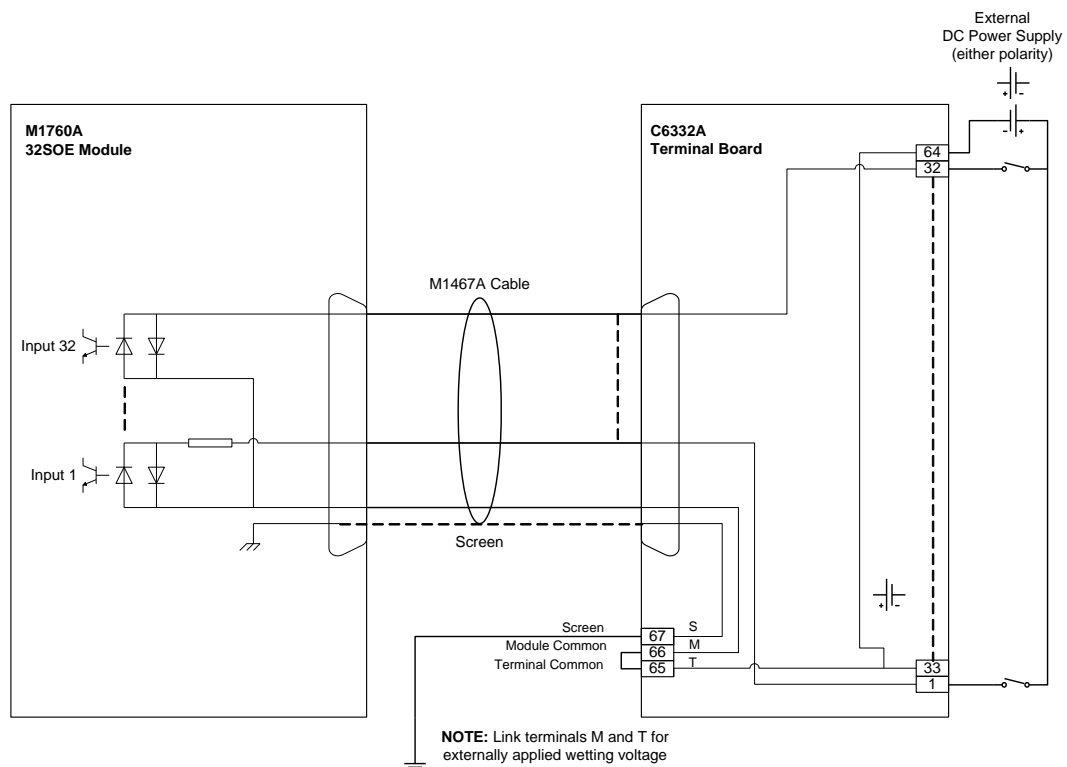 External
DC Power Supply
(either polarity)
+ -
- +
M1760A
32SOE Module
C6332A
Terminal Board
64
32
M1467A Cable
Input 32
Input 1
Screen
+ -
Screen
67
S
Module Common
66
M
Terminal Common
65
T
33
1
NOTE: Link terminals M and T for
externally applied wetting voltage